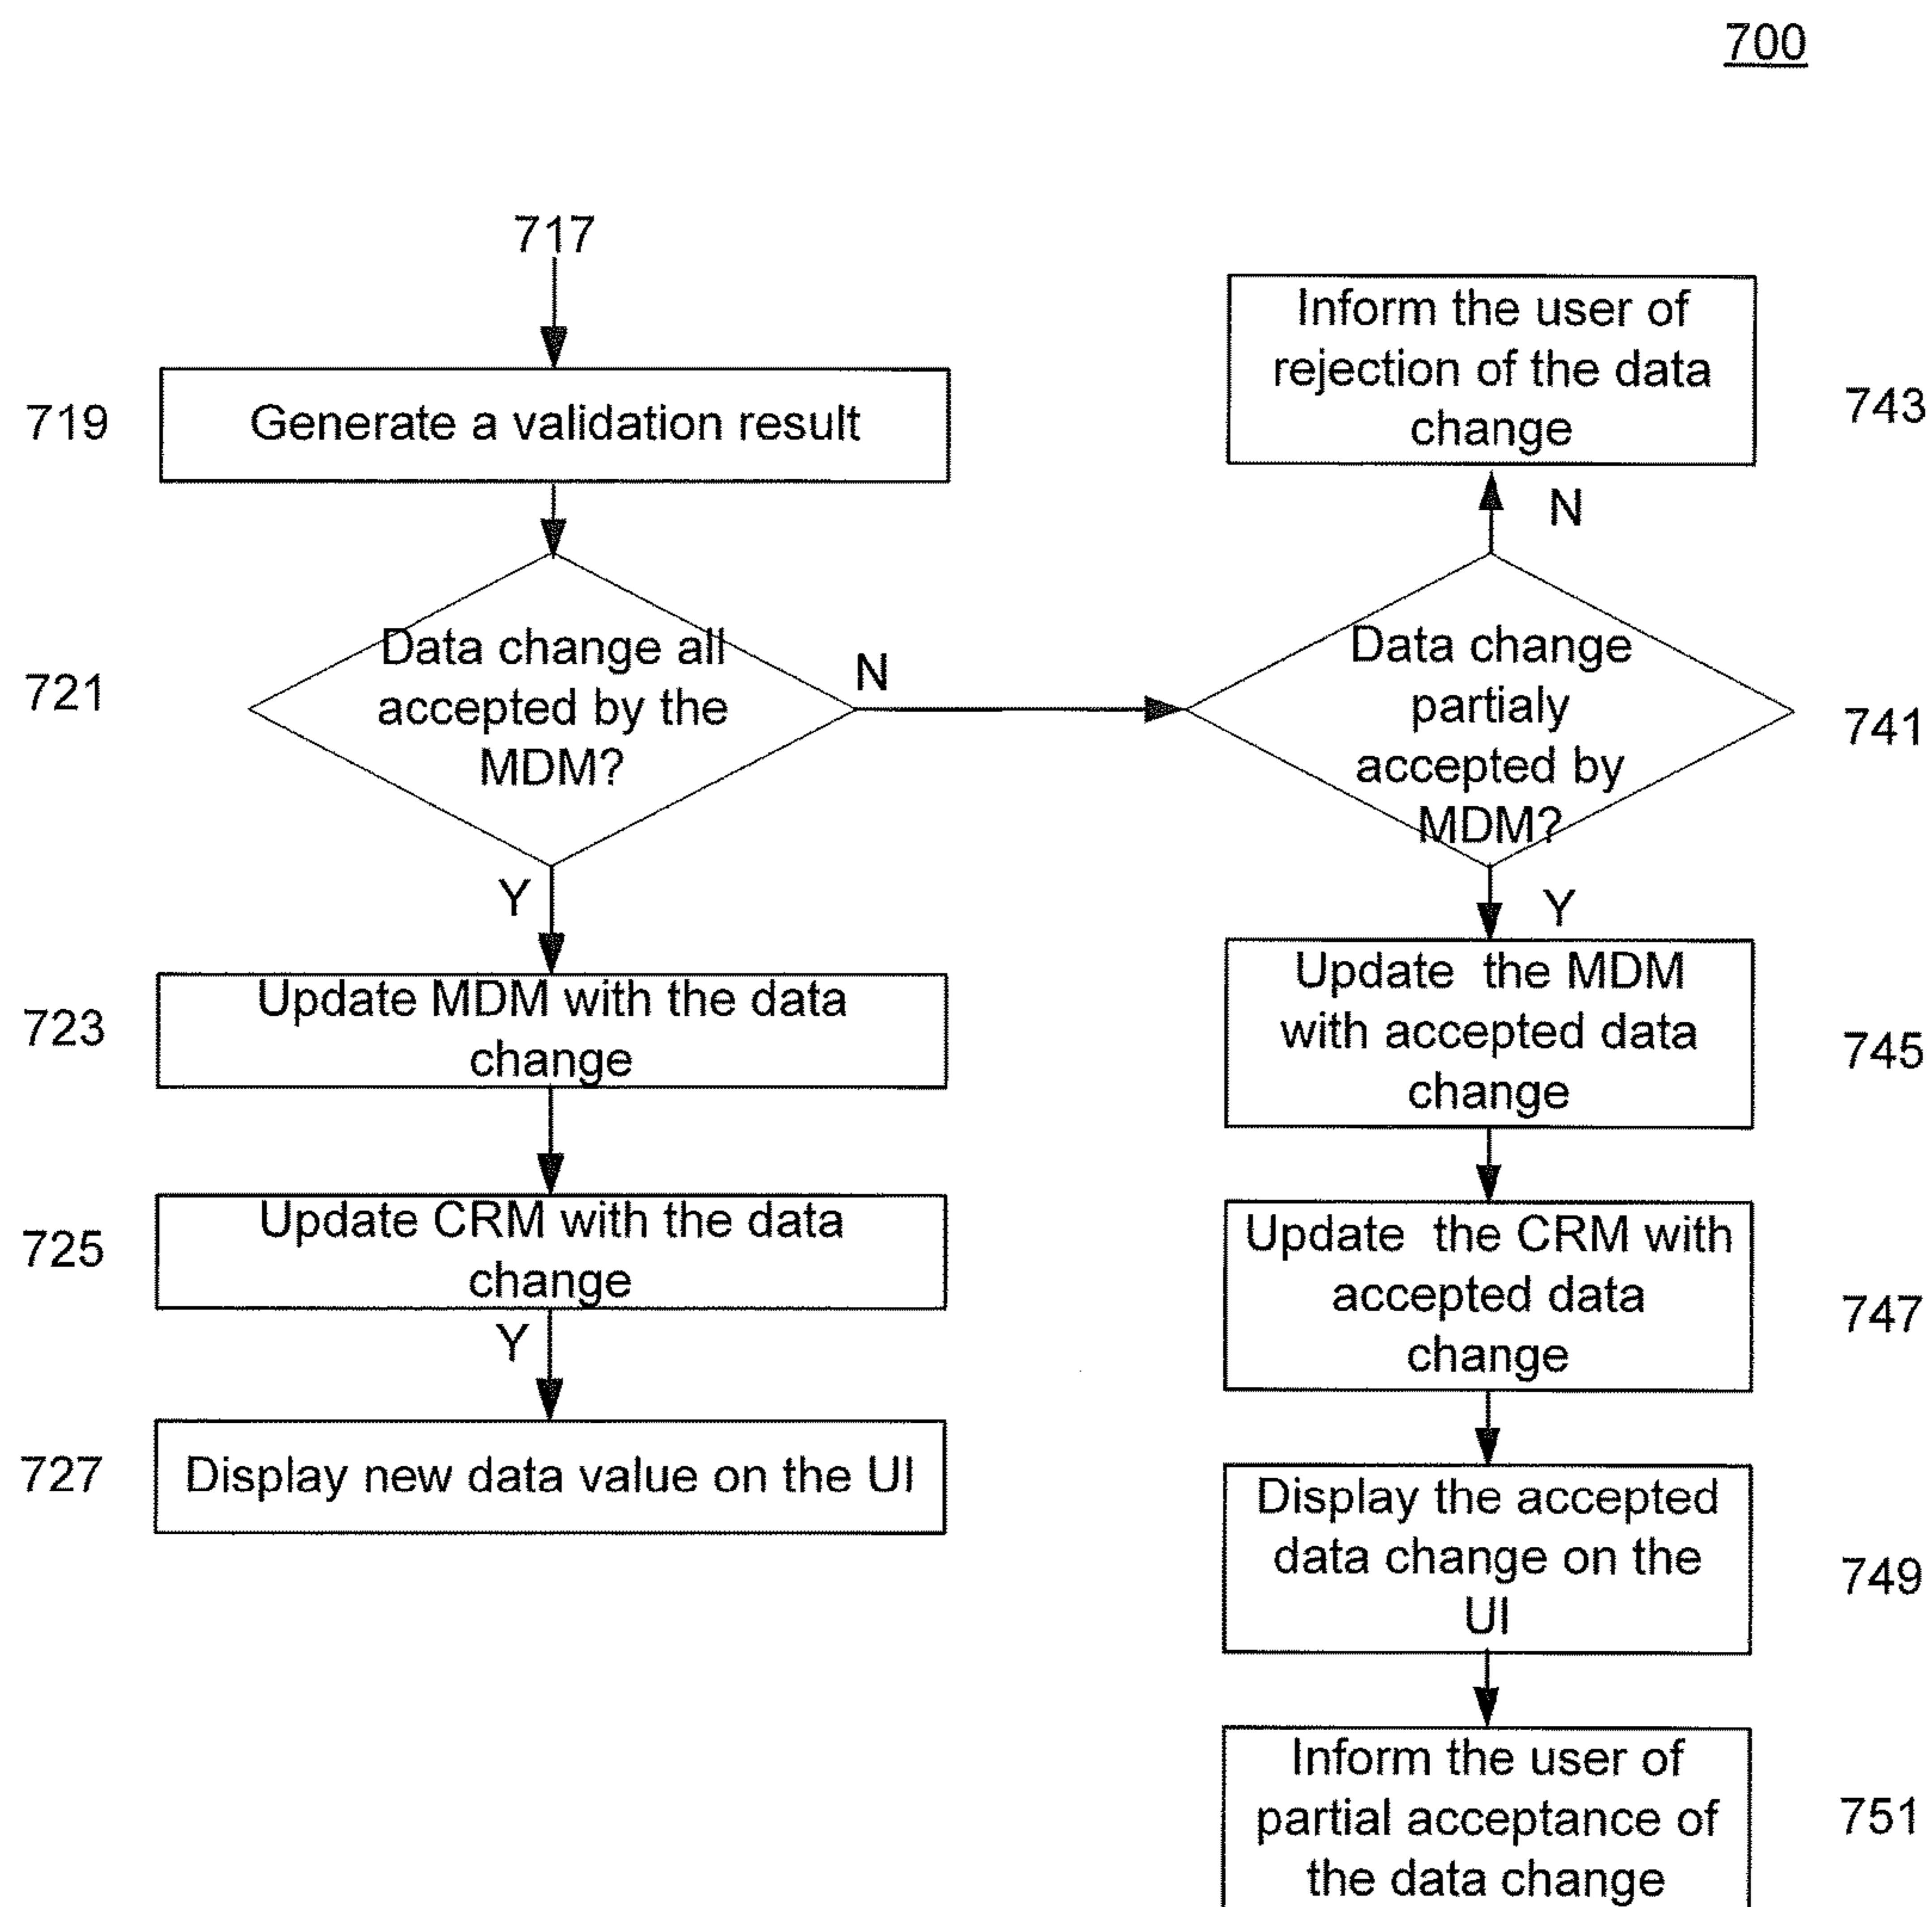 700
717
719
Generate a validation result
721
Data change all
accepted by the
MDM?
N
Y
723
Update MDM with the data
change
725
Update CRM with the data
change
Y
727
Display new data value on the UI
Inform the user of
rejection of the data
change
743
N
Data change
partialy
accepted by
MDM?
741
Y
Update the MDM
with accepted data
change
745
Update the CRM with
accepted data
change
747
Display the accepted
data change on the
UI
749
Inform the user of
partial acceptance of
the data change
751